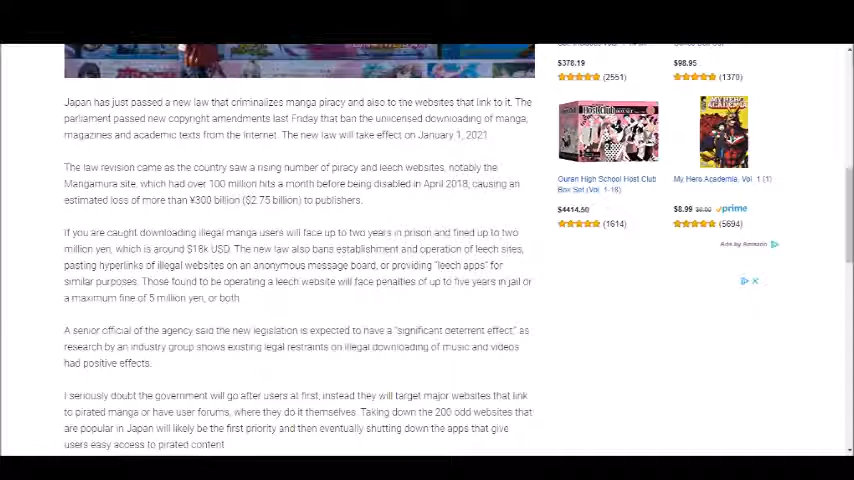 $378.19
(2551)
$98.95
(1370)
Japan has just passed a new law that criminalizes manga piracy and also to the websites that link to it. The
parliament passed new copyright amendments last Friday that ban the unlicensed downloading of manga,
magazines and academic texts from the Internet. The new law will take effect on January 1, 2021
The law revision came as the country saw a rising number of piracy and leech websites, notably the
Mangamura site, which had over 100 million hits a month before being disabled in April 2018, causing an
estimated loss of more than ¥300 billion ($2.75 billion) to publishers.
If you are caught downloading illegal manga users will face up to two years in prison and fined up to two
million yen, which is around $18k USD. The new law also bans establishment and operation of leech sites,
pasting hyperlinks of illegal websites on an anonymous message board, or providing "leech apps" for
similar purposes. Those found to be operating a leech website will face penalties of up to five years in jail or
a maximum fine of 5 million yen, or both
A senior official of the agency said the new legislation is expected to have a "significant deterrent effect," as
research by an industry group shows existing legal restraints on illegal downloading of music and videos
had positive effects.
I seriously doubt the government will go after users at first, instead they will target major websites that link
to pirated manga or have user forums, where they do it themselves. Taking down the 200 odd websites that
are popular in Japan will likely be the first priority and then eventually shutting down the apps that give
users easy access to pirated content
Host Club
Ouran High School Host Club
Box Set (Vol. 1-18)
$4414.50
(1614)
My Hero Academia, Vol. 1 (1)
$8.99 prime
(5694)
Ads by Amazon